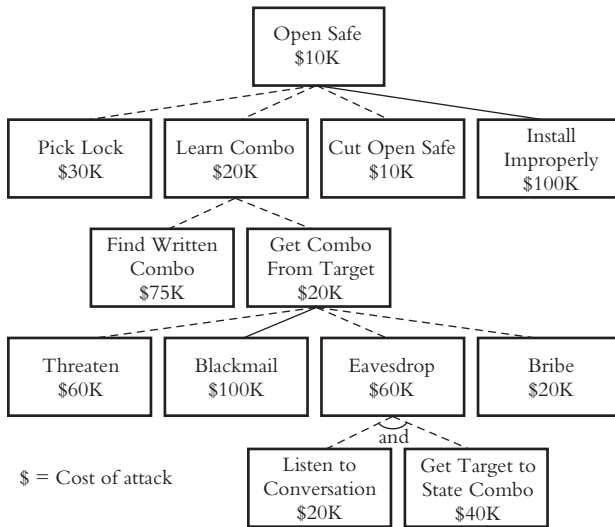 Open Safe
$10K
Pick Lock
$30K
Learn Combo
$20K
Cut Open Safe
$10K
Install
Improperly
$100K
Find Written
Combo
$75K
Get Combo
From Target
$20K
Threaten
$60K
Blackmail
$100K
Eavesdrop
$60K
Bribe
$20K
and
$ = Cost of attack
Listen to
Conversation
$20K
Get Target to
State Combo
$40K